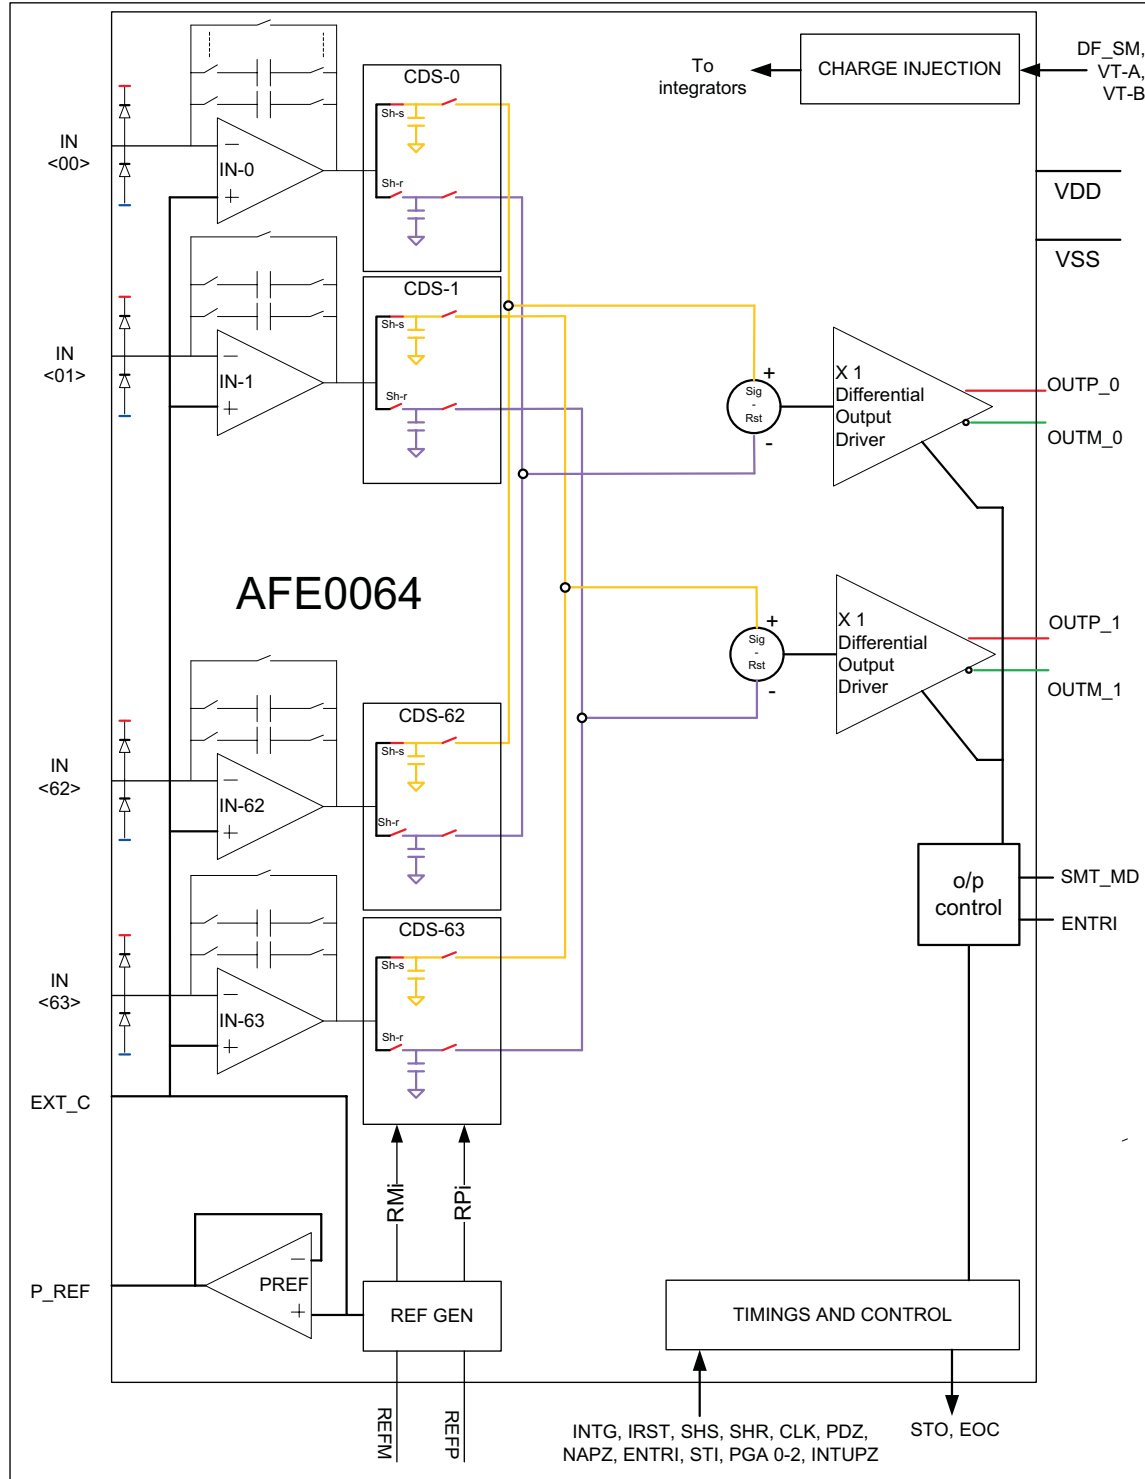 To
integrators
CHARGE INJECTION
DF_SM,
VT-A,
VT-B
CDS-0
Sh-s
IN
<00>
−
IN-0
+
Sh-r
VDD
VSS
CDS-1
Sh-s
IN
<01>
−
IN-1
+
Sh-r
+
Sig
-
Rst
-
X 1
Differential
Output
Driver
OUTP_0
OUTM_0
AFE0064
+
Sig
-
Rst
-
X 1
Differential
Output
Driver
OUTP_1
OUTM_1
CDS-62
Sh-s
IN
<62>
−
IN-62
+
Sh-r
o/p
control
SMT_MD
ENTRI
CDS-63
Sh-s
IN
<63>
−
IN-63
+
Sh-r
EXT_C
RMi
RPi
P_REF
−
PREF
+
REF GEN
TIMINGS AND CONTROL
REFM
REFP
INTG, IRST, SHS, SHR, CLK, PDZ,
NAPZ, ENTRI, STI, PGA 0-2, INTUPZ
STO, EOC